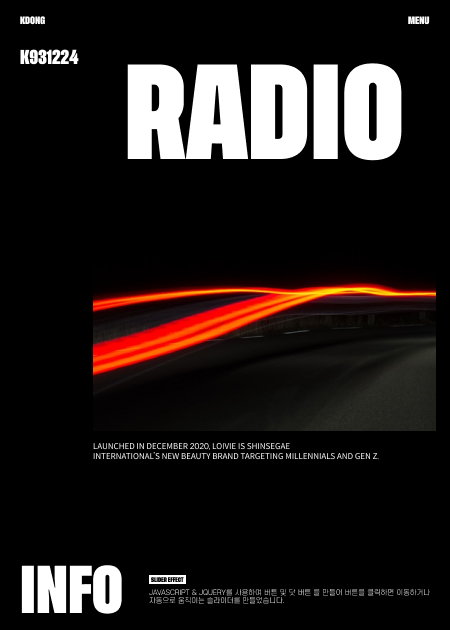 KDONG
MENU
K931224
RADIO
LAUNCHED IN DECEMBER 2020, LOIVIE IS SHINSEGAE
INTERNATIONAL'S NEW BEAUTY BRAND TARGETING MILLENNIALS AND GEN Z.
INFO
SLIDER EFFECT
JAVASCRIPT & JQUERY를 사용하여 버튼 및 닷 버튼 을 만들어 버튼을 클릭하면 이동하거나
자동으로 움직이는 슬라이더를 만들었습니다.